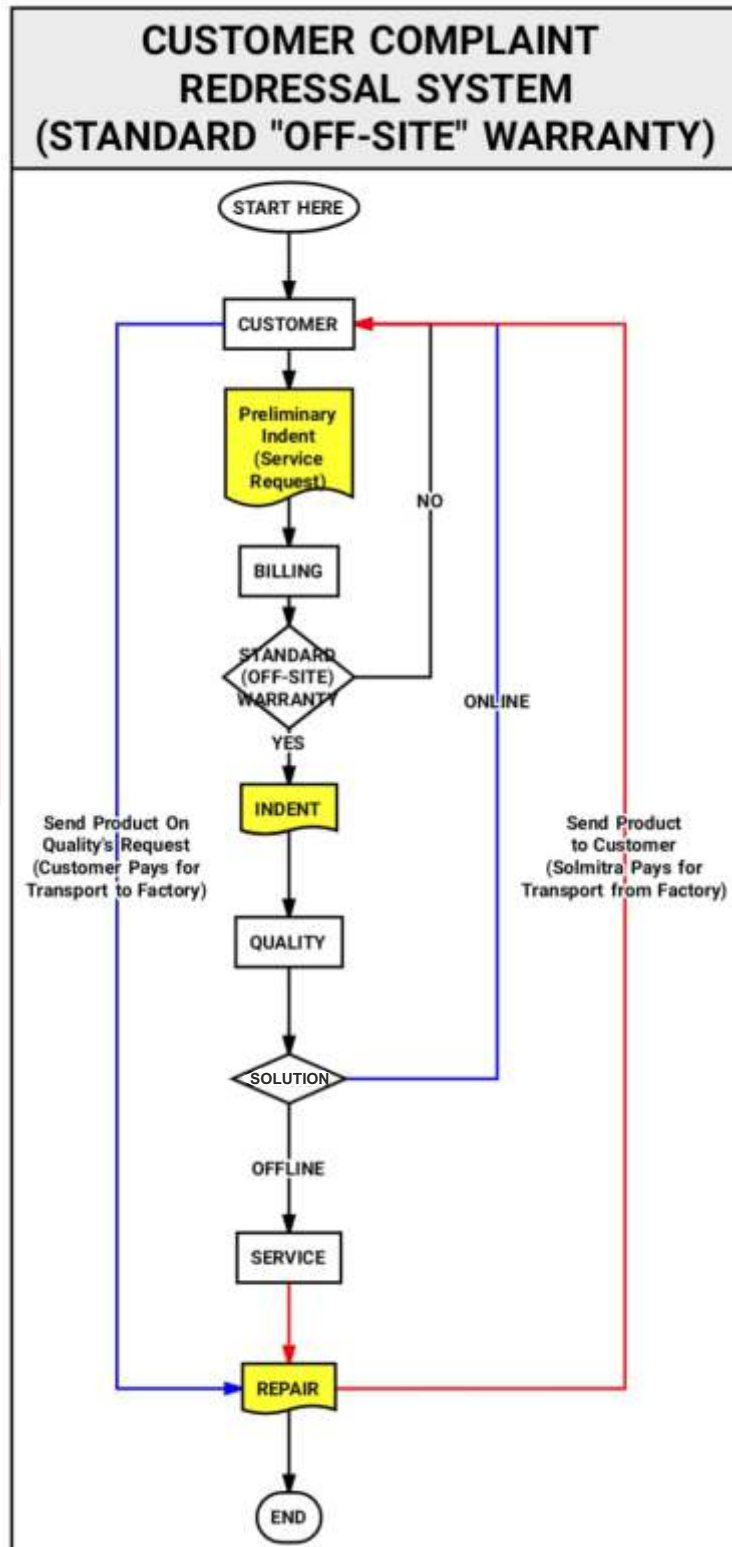 CUSTOMER COMPLAINT
REDRESSAL SYSTEM
(STANDARD "OFF-SITE" WARRANTY)
START HERE
CUSTOMER
Preliminary
Indent
(Service
Request)
NO
BILLING
STANDARD
(OFF-SITE)
WARRANTY
ONLINE
YES
INDENT
Send Product On
Quality's Request
(Customer Pays for
Transport to Factory)
Send Product
to Customer
(Solmitra Pays for
Transport from Factory)
QUALITY
SOLUTION
OFFLINE
SERVICE
REPAIR
END